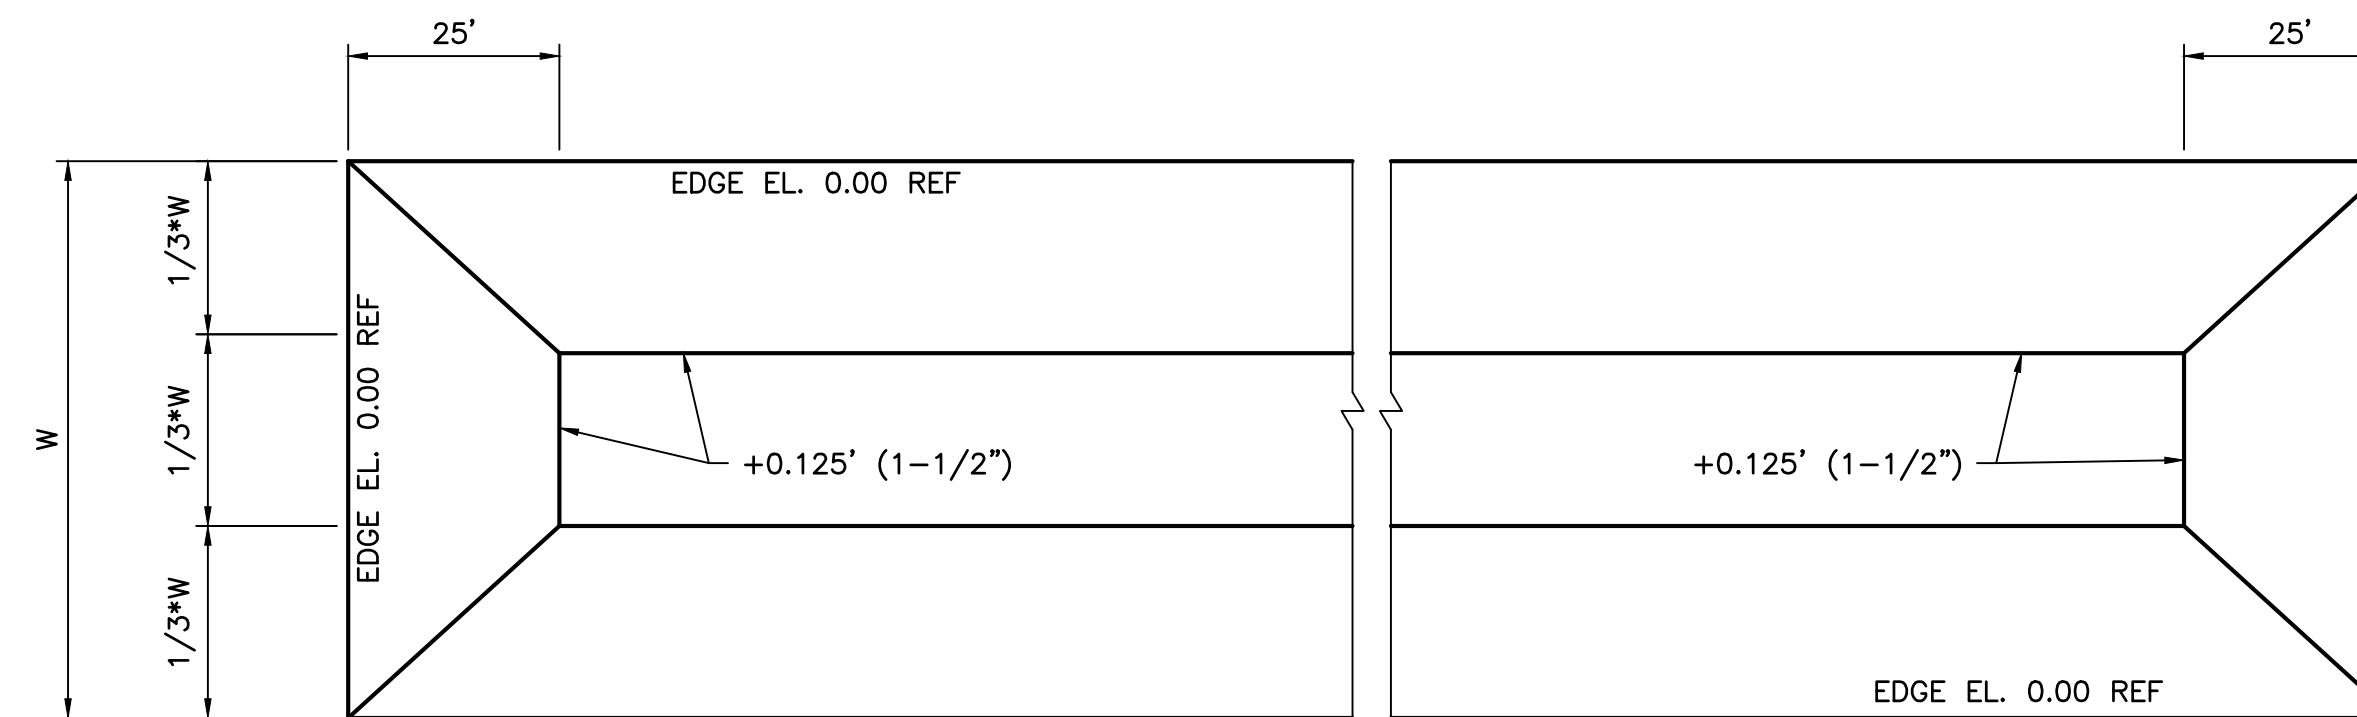 25'
25'
EDGE EL. 0.00 REF
1/3*W
EDGE EL. 0.00 REF
W
1/3*W
+0.125' (1-1/2")
+0.125' (1-1/2")
1/3*W
EDGE EL. 0.00 REF